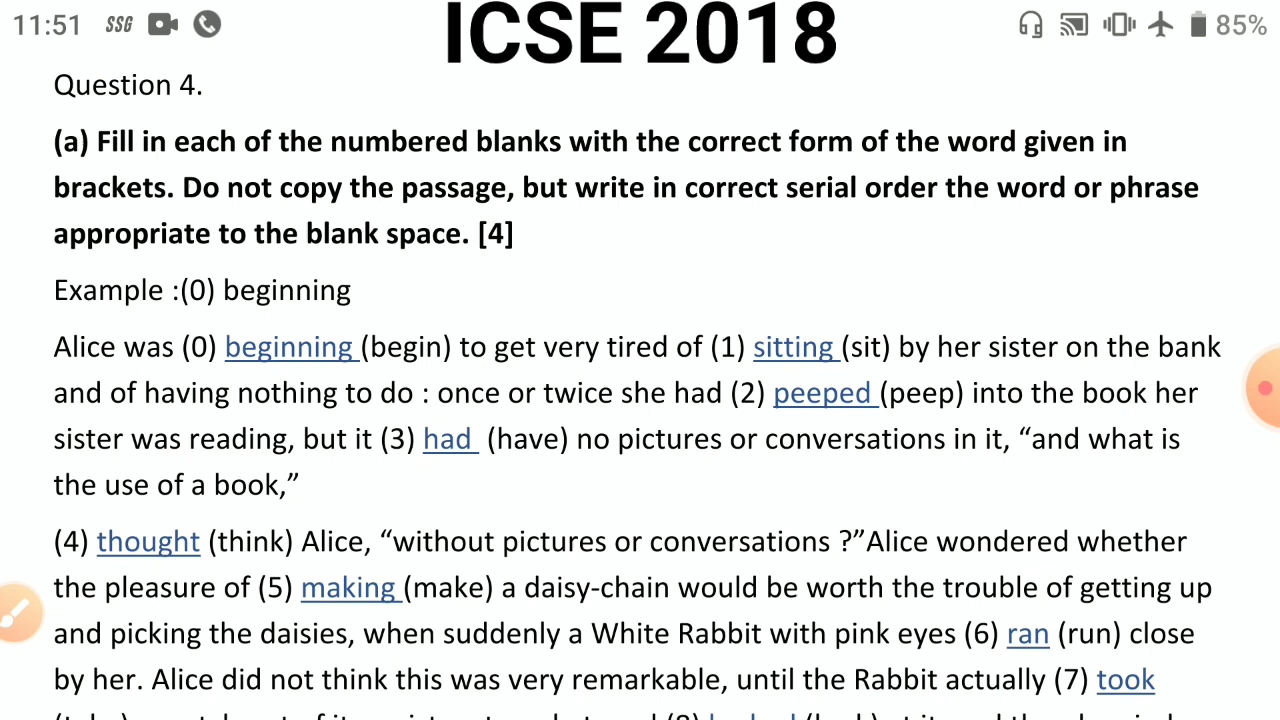 11:51 SSG 85%
ICSE 2018
Question 4.
(a) Fill in each of the numbered blanks with the correct form of the word given in
brackets. Do not copy the passage, but write in correct serial order the word or phrase
appropriate to the blank space. [4]
Example :(0) beginning
Alice was (0) beginning (begin) to get very tired of (1) sitting (sit) by her sister on the bank
and of having nothing to do : once or twice she had (2) peeped (peep) into the book her
sister was reading, but it (3) had (have) no pictures or conversations in it, “and what is
the use of a book,”
(4) thought (think) Alice, “without pictures or conversations ?”Alice wondered whether
the pleasure of (5) making (make) a daisy-chain would be worth the trouble of getting up
and picking the daisies, when suddenly a White Rabbit with pink eyes (6) ran (run) close
by her. Alice did not think this was very remarkable, until the Rabbit actually (7) took